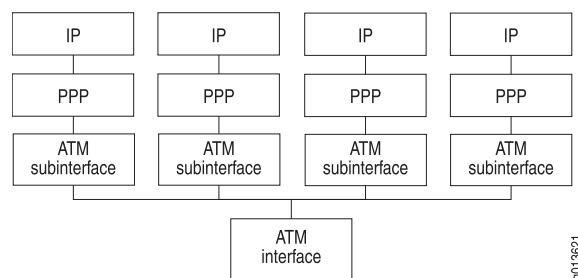 IP IP IP IP
PPP PPP PPP PPP
ATM ATM ATM ATM
subinterface subinterface subinterface subinterface
ATM
interface
g013621